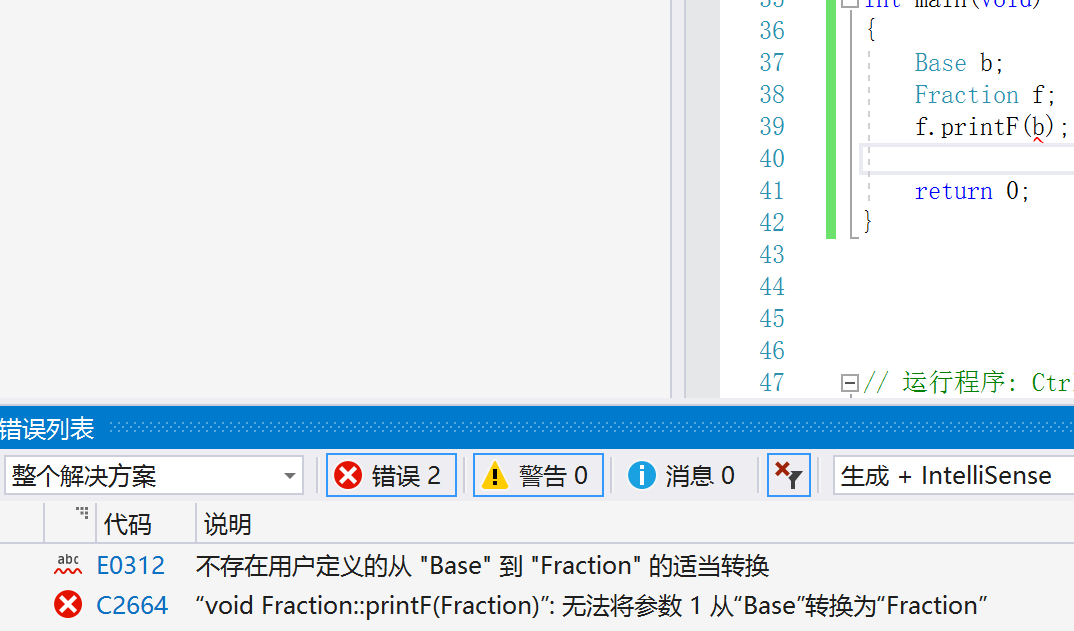 35 int main(void)
36 {
37 Base b;
38 Fraction f;
39 f.printF(b);
40
41 return 0;
42 }
43
44
45
46
47 // 运行程序: Ctr
错误列表
整个解决方案 错误 2 警告 0 消息 0 生成 + IntelliSense
代码 说明
abc E0312 不存在用户定义的从 "Base" 到 "Fraction" 的适当转换
C2664 “void Fraction::printF(Fraction)”: 无法将参数 1 从“Base”转换为“Fraction”